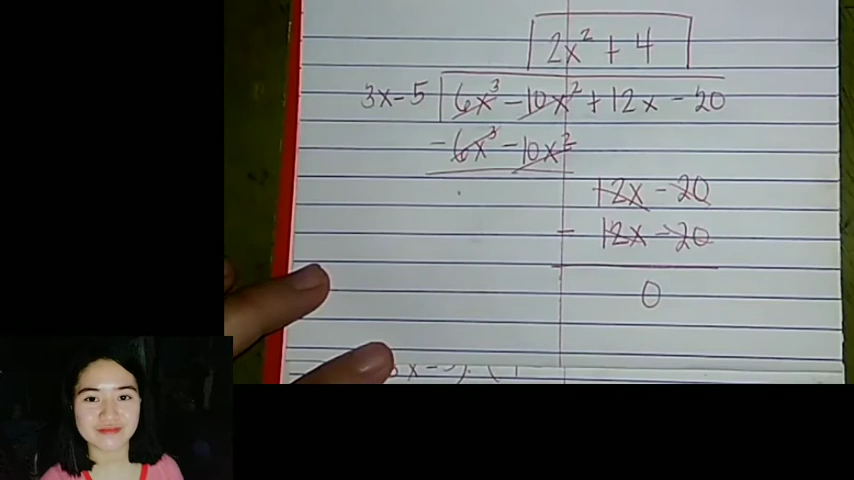 2x² + 4
3x - 5 6x³ - 10x² + 12x - 20
- 6x³ - 10x²
12x - 20
- 12x - 20
0